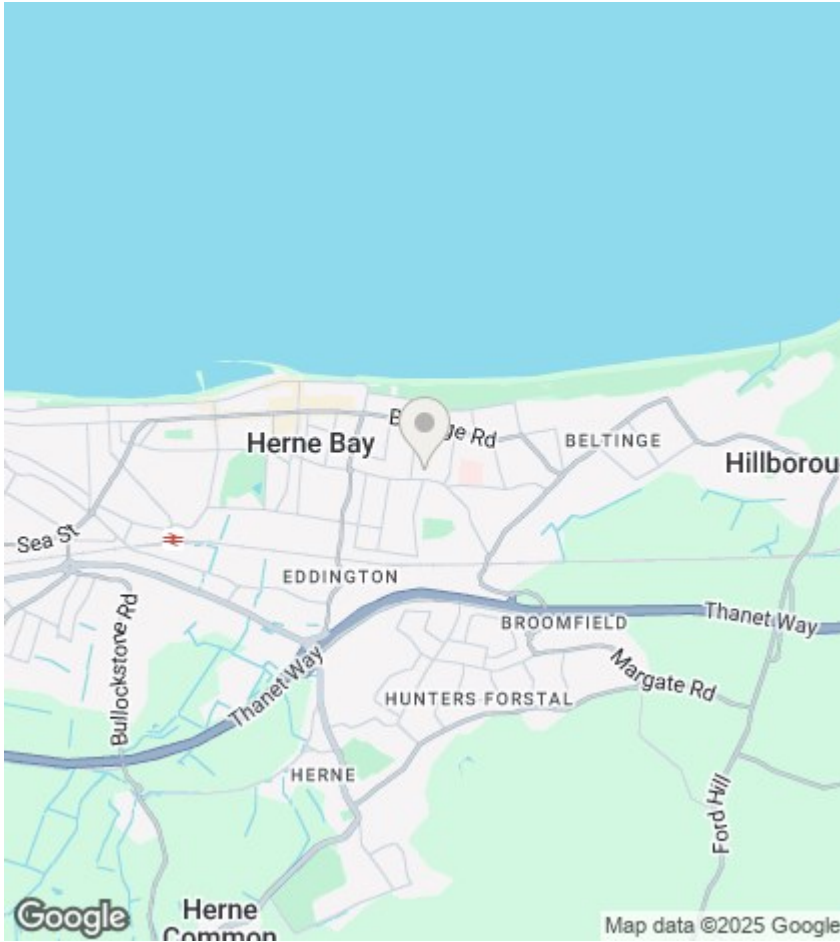 B
ge Rd
Herne Bay
BELTINGE
Hillborou
Sea St
EDDINGTON
Thanet Way
BROOMFIELD
Bullockstone Rd
Thanet Way
Margate Rd
HUNTERS FORSTAL
HERNE
Ford Hill
Herne
Common
Google
Map data ©2025 Google